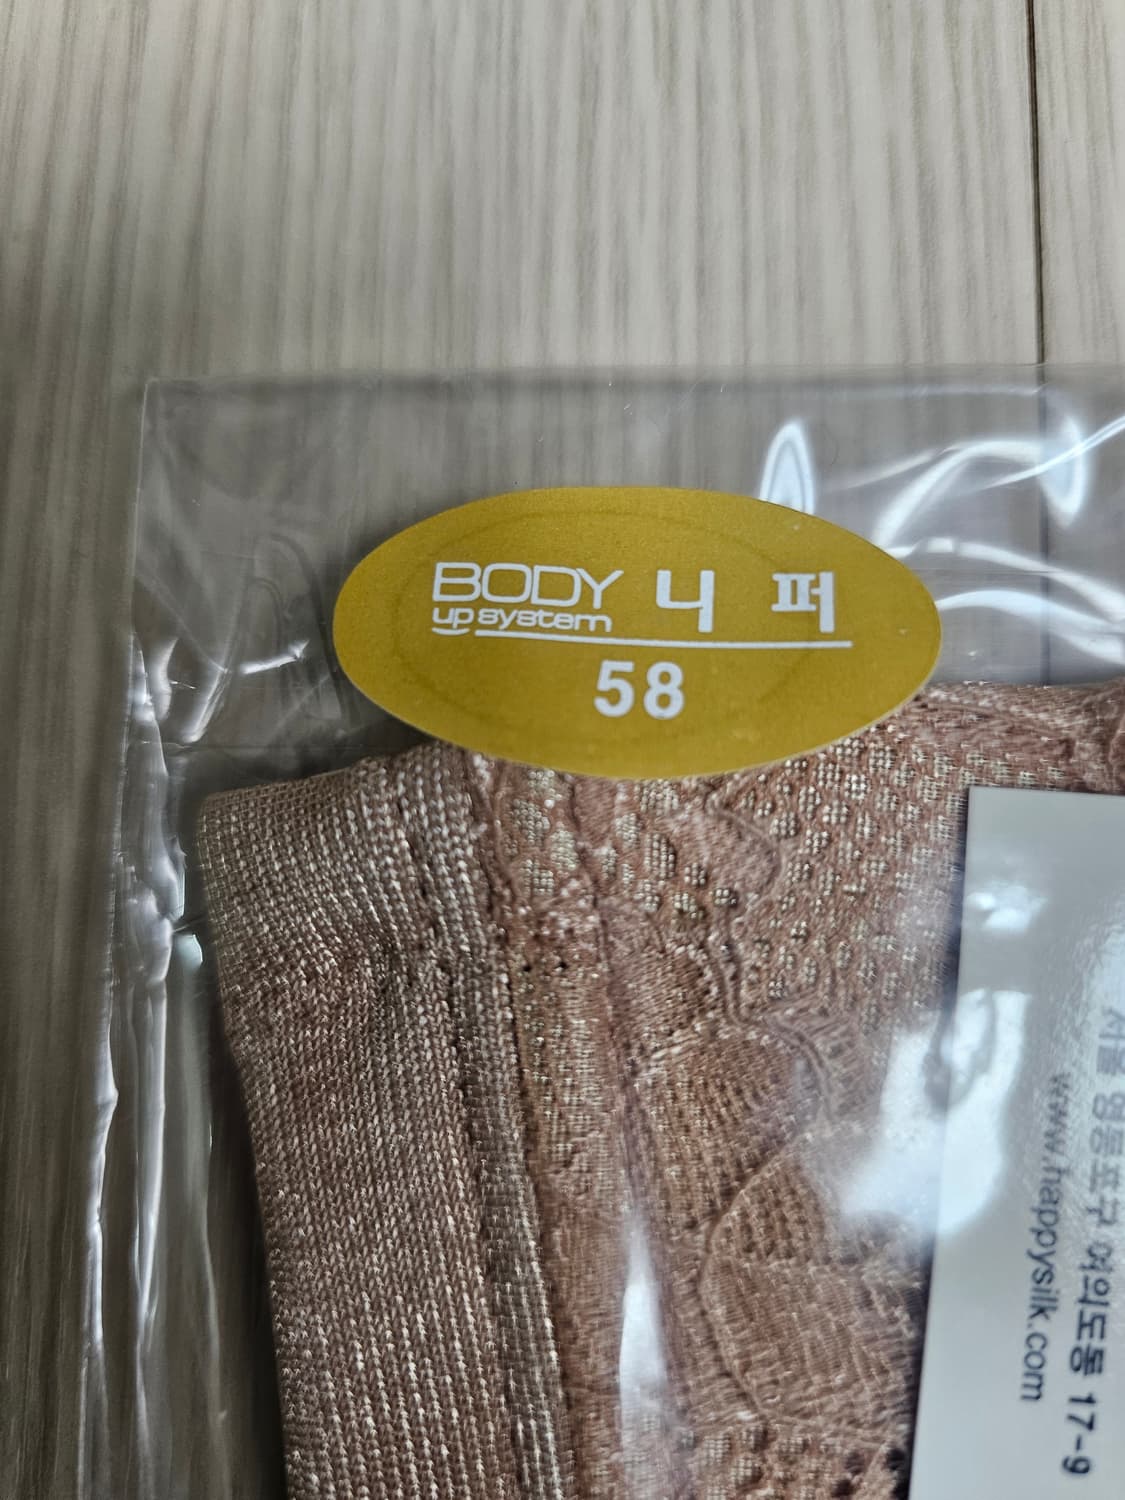 BODY 니 퍼
up system
58
서울 영등포구 여의도동 17-9
www.happysilk.com